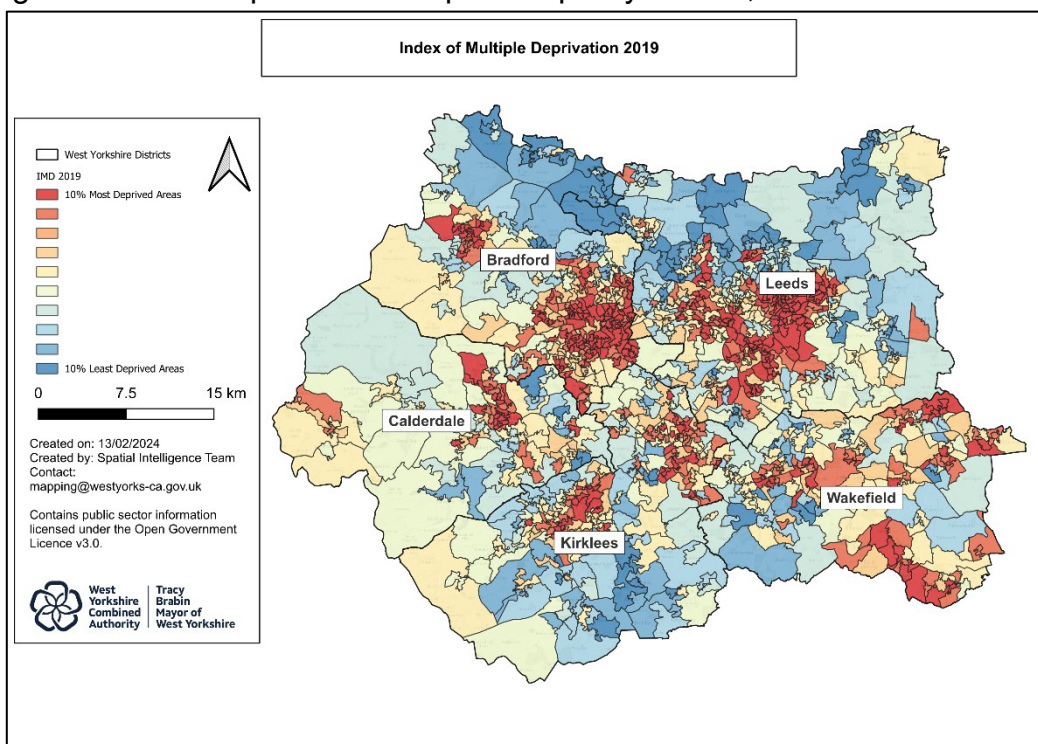 Index of Multiple Deprivation 2019
West Yorkshire Districts
IMD 2019
10% Most Deprived Areas
10% Least Deprived Areas
0 7.5 15 km
Created on: 13/02/2024
Created by: Spatial Intelligence Team
Contact:
mapping@westyorks-ca.gov.uk
Contains public sector information
licensed under the Open Government
Licence v3.0.
West
Yorkshire
Combined
Authority
Tracy
Brabin
Mayor of
West Yorkshire
Bradford
Leeds
Calderdale
Wakefield
Kirklees